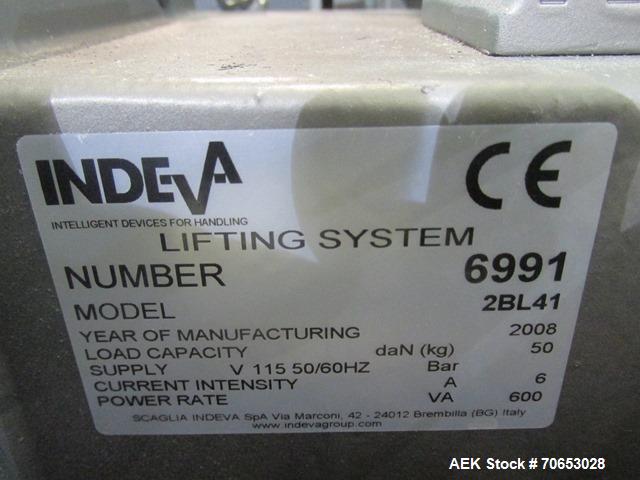 INDEVA
INTELLIGENT DEVICES FOR HANDLING
CE
LIFTING SYSTEM
NUMBER 6991
MODEL 2BL41
YEAR OF MANUFACTURING 2008
LOAD CAPACITY daN (kg) 50
SUPPLY V 115 50/60HZ Bar
CURRENT INTENSITY A 6
POWER RATE VA 600
SCAGLIA INDEVA SpA Via Marconi, 42 - 24012 Brembilla (BG) Italy
www.indevagroup.com
AEK Stock # 70653028